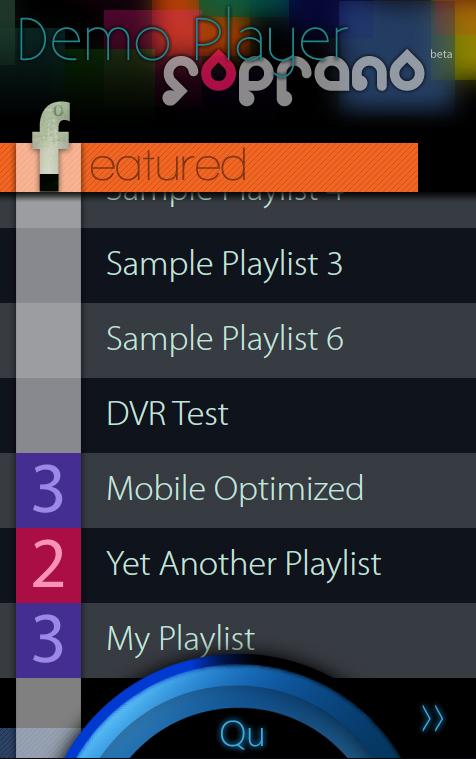 Demo Player
soprano beta
featured
Sample Playlist 4
Sample Playlist 3
Sample Playlist 6
DVR Test
3 Mobile Optimized
2 Yet Another Playlist
3 My Playlist
Qu »